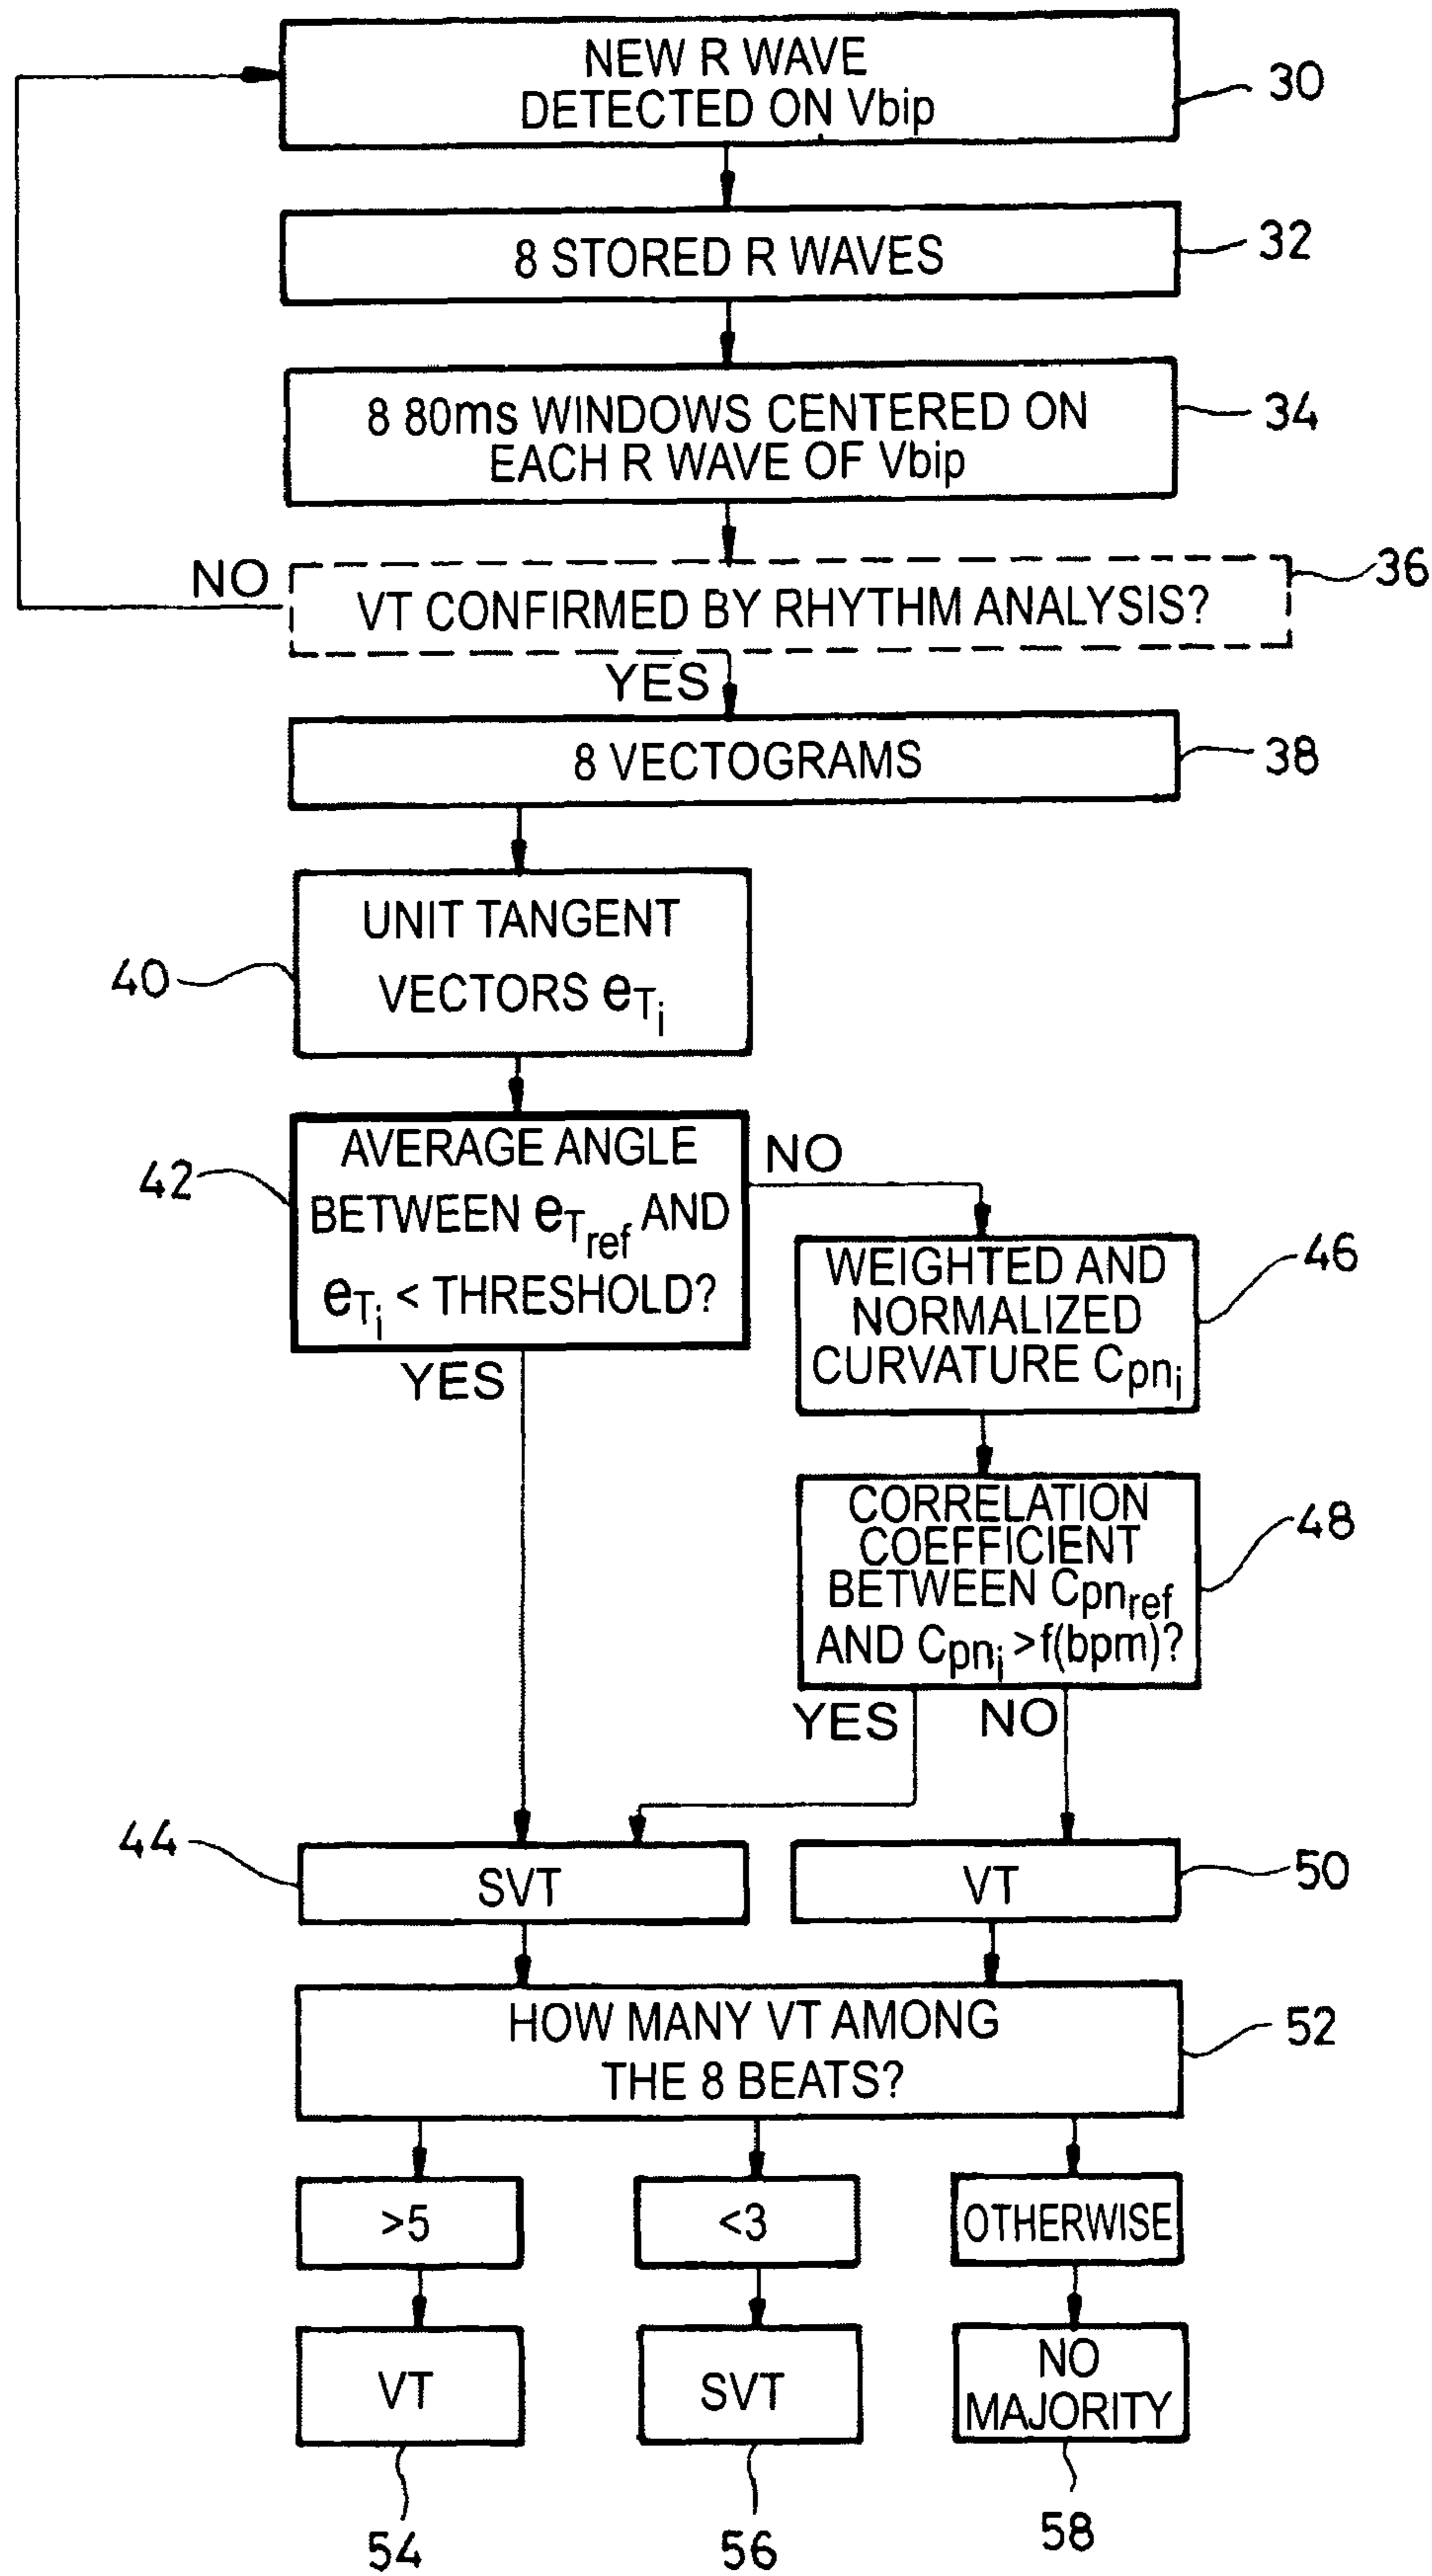 NEW R WAVE
DETECTED ON Vbip
30
8 STORED R WAVES
32
8 80ms WINDOWS CENTERED ON
EACH R WAVE OF Vbip
34
NO
VT CONFIRMED BY RHYTHM ANALYSIS?
36
YES
8 VECTOGRAMS
38
UNIT TANGENT
VECTORS eTi
40
AVERAGE ANGLE
BETWEEN eTref AND
eTi < THRESHOLD?
42
NO
YES
WEIGHTED AND
NORMALIZED
CURVATURE Cpni
46
CORRELATION
COEFFICIENT
BETWEEN Cpnref
AND Cpni >f(bpm)?
48
YES
NO
44
SVT
VT
50
HOW MANY VT AMONG
THE 8 BEATS?
52
>5
<3
OTHERWISE
VT
SVT
NO
MAJORITY
54
56
58